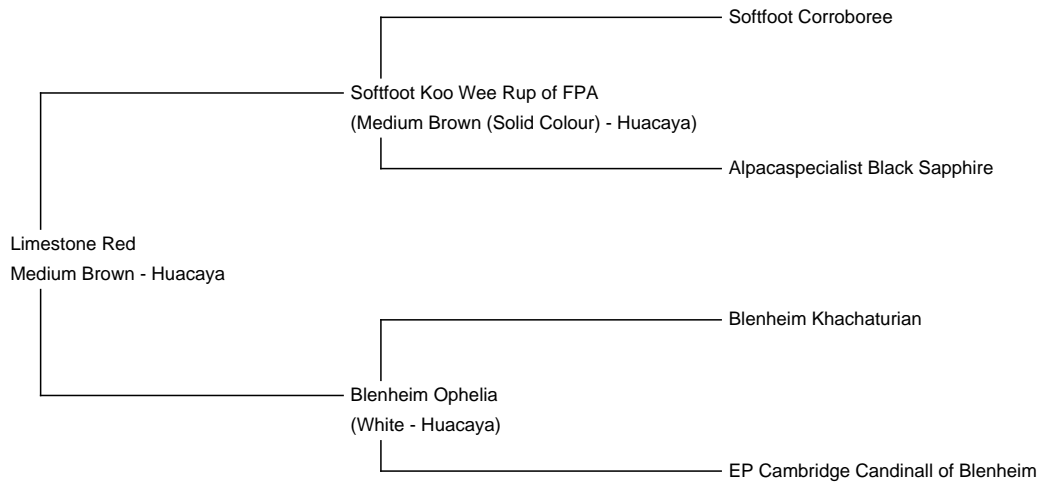 Softfoot Corroboree
Softfoot Koo Wee Rup of FPA
(Medium Brown (Solid Colour) - Huacaya)
Alpacaspecialist Black Sapphire
Limestone Red
Medium Brown - Huacaya
Blenheim Khachaturian
Blenheim Ophelia
(White - Huacaya)
EP Cambridge Candinall of Blenheim